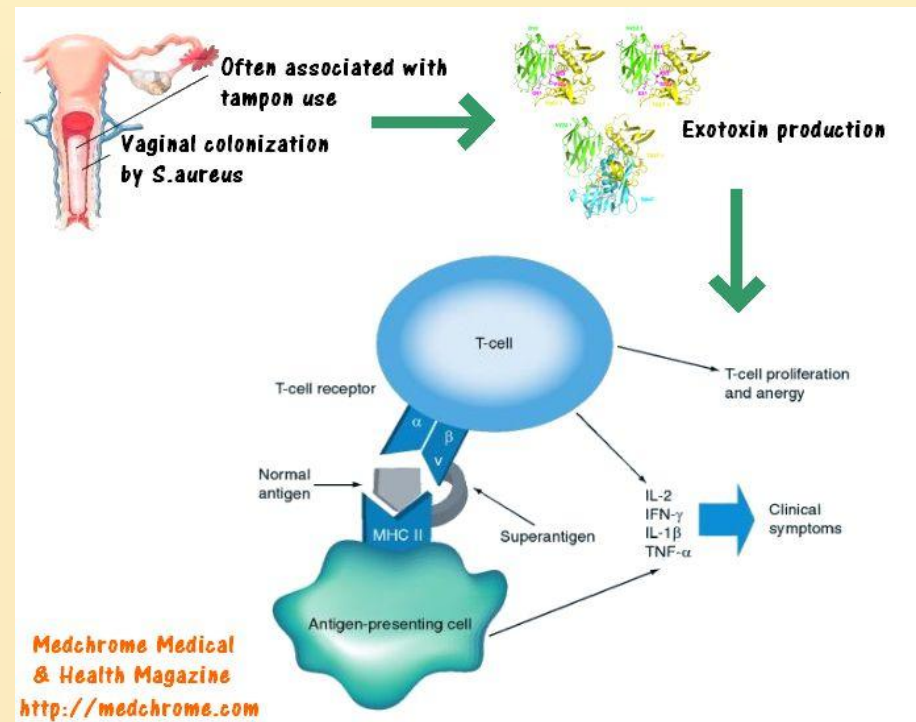 Often associated with
tampon use
Vaginal colonization
by S.aureus
Exotoxin production
T-cell
T-cell receptor
α
β
v
T-cell proliferation
and anergy
Normal
antigen
MHC II
Superantigen
IL-2
IFN-γ
IL-1β
TNF-α
Clinical
symptoms
Antigen-presenting cell
Medchrome Medical
& Health Magazine
http://medchrome.com